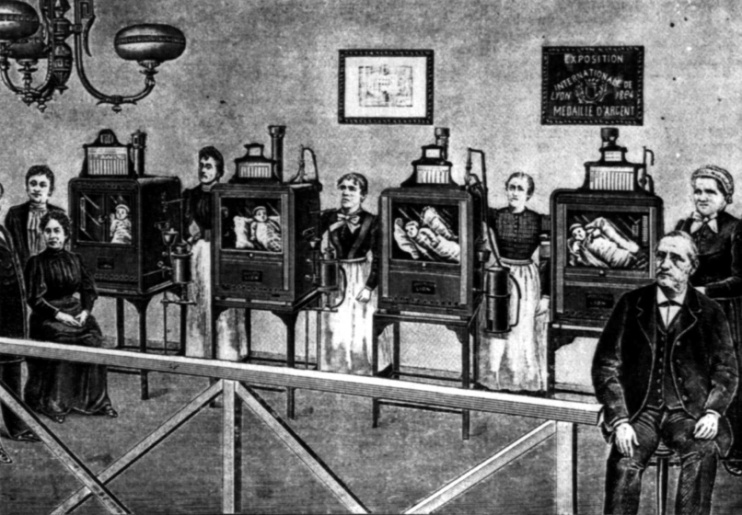 EXPOSITION
INTERNATIONALE DE
LYON 1894
MEDAILLE D'ARGENT